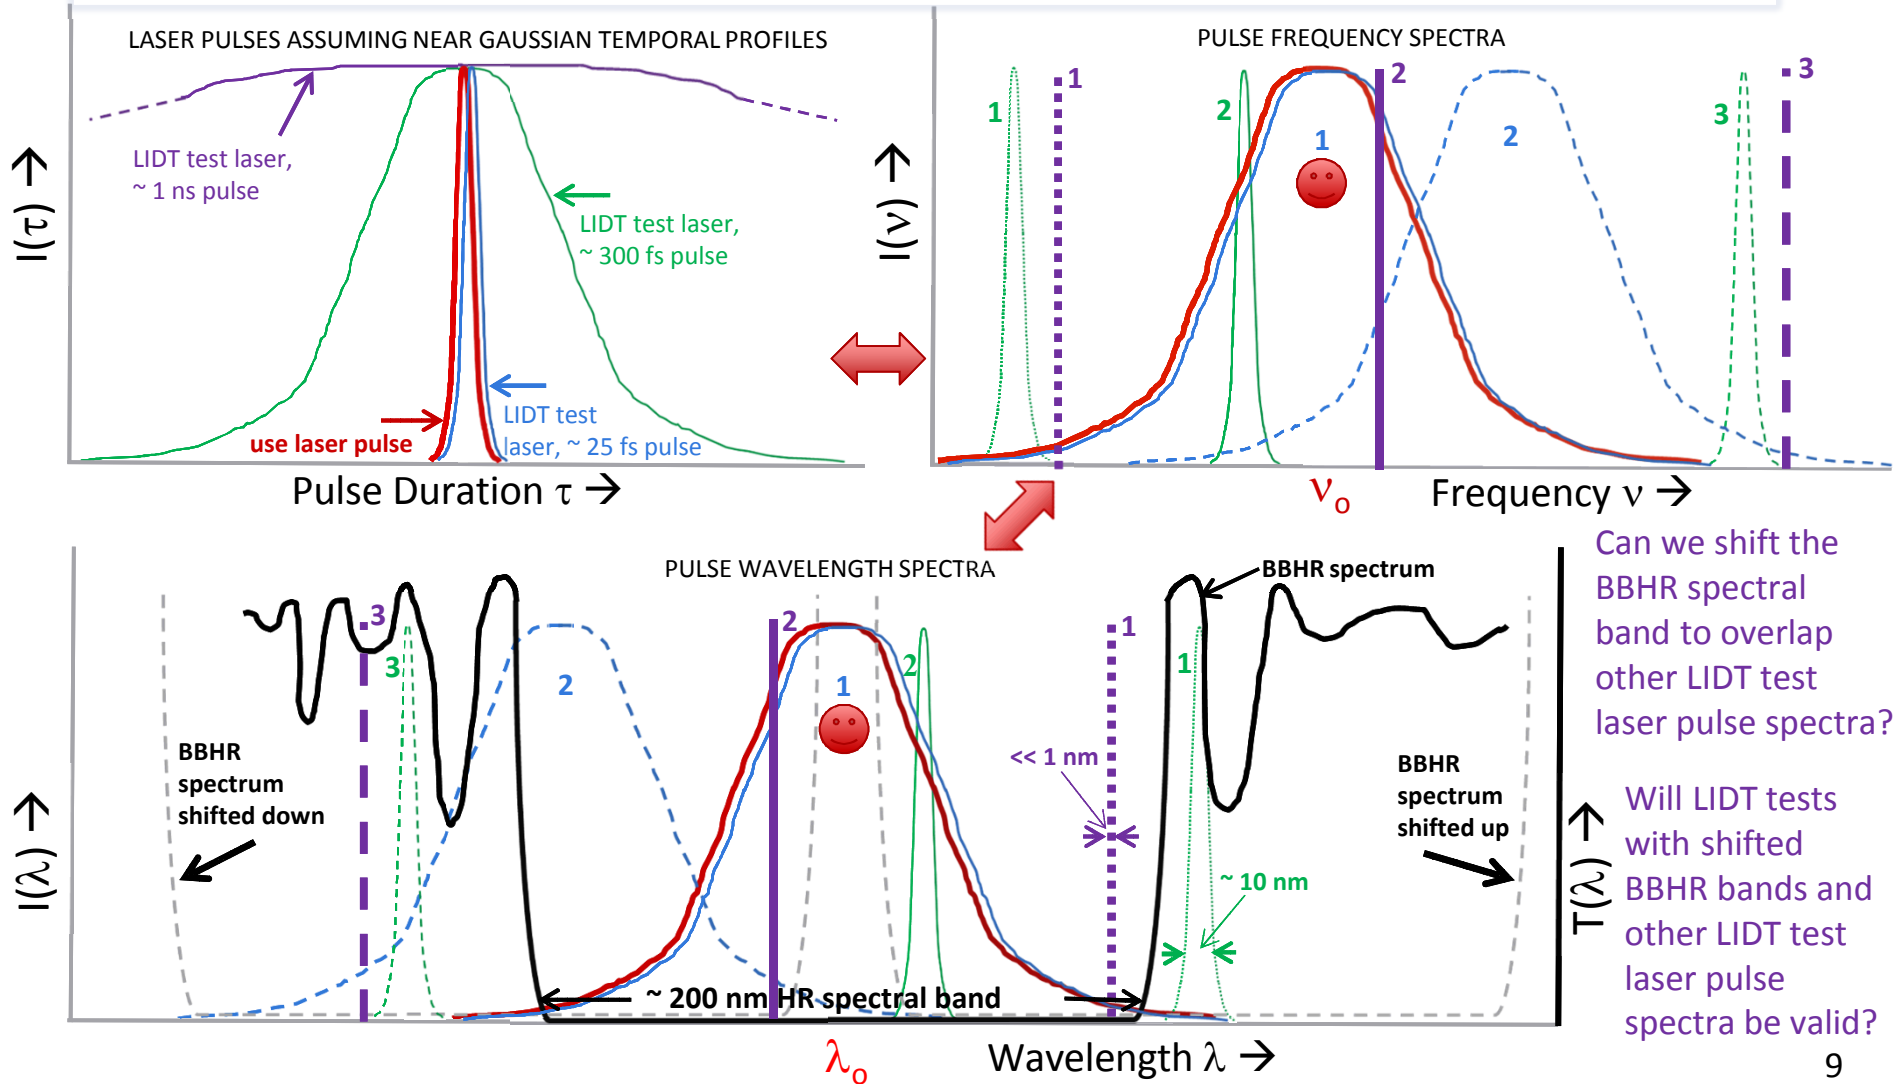 LASER PULSES ASSUMING NEAR GAUSSIAN TEMPORAL PROFILES
I(τ) →
LIDT test laser,
~ 1 ns pulse
LIDT test laser,
~ 300 fs pulse
use laser pulse
LIDT test
laser, ~ 25 fs pulse
Pulse Duration τ →
PULSE FREQUENCY SPECTRA
I(ν) →
1
1
2
1
2
2
3
3
νo
Frequency ν →
PULSE WAVELENGTH SPECTRA
I(λ) →
BBHR
spectrum
shifted down
3
3
2
2
1
2
1
<< 1 nm
1
BBHR spectrum
~ 10 nm
BBHR
spectrum
shifted up
~ 200 nm HR spectral band
T(λ) →
λo
Wavelength λ →
Can we shift the
BBHR spectral
band to overlap
other LIDT test
laser pulse spectra?
Will LIDT tests
with shifted
BBHR bands and
other LIDT test
laser pulse
spectra be valid?
9